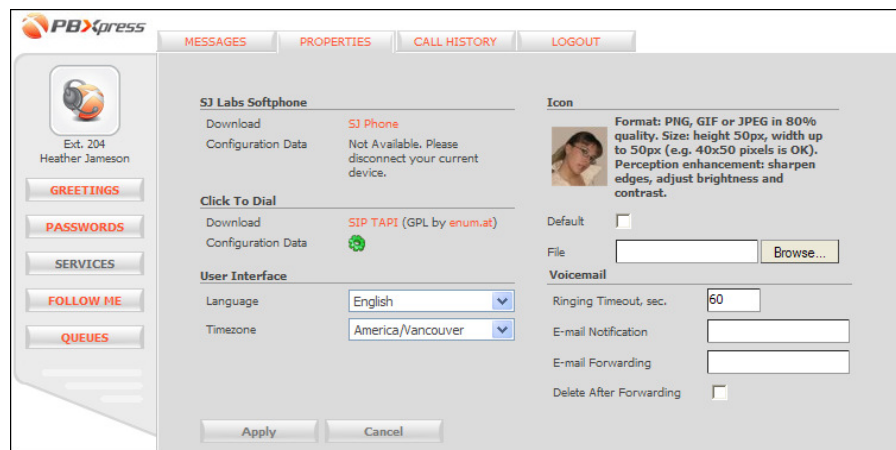 PBXpress
MESSAGES
PROPERTIES
CALL HISTORY
LOGOUT
Ext. 204
Heather Jameson
GREETINGS
PASSWORDS
SERVICES
FOLLOW ME
QUEUES
SJ Labs Softphone
Download SJ Phone
Configuration Data Not Available. Please
disconnect your current
device.
Click To Dial
Download SIP TAPI (GPL by enum.at)
Configuration Data
User Interface
Language English
Timezone America/Vancouver
Apply
Cancel
Icon
Format: PNG, GIF or JPEG in 80%
quality. Size: height 50px, width up
to 50px (e.g. 40x50 pixels is OK).
Perception enhancement: sharpen
edges, adjust brightness and
contrast.
Default
File Browse...
Voicemail
Ringing Timeout, sec. 60
E-mail Notification
E-mail Forwarding
Delete After Forwarding